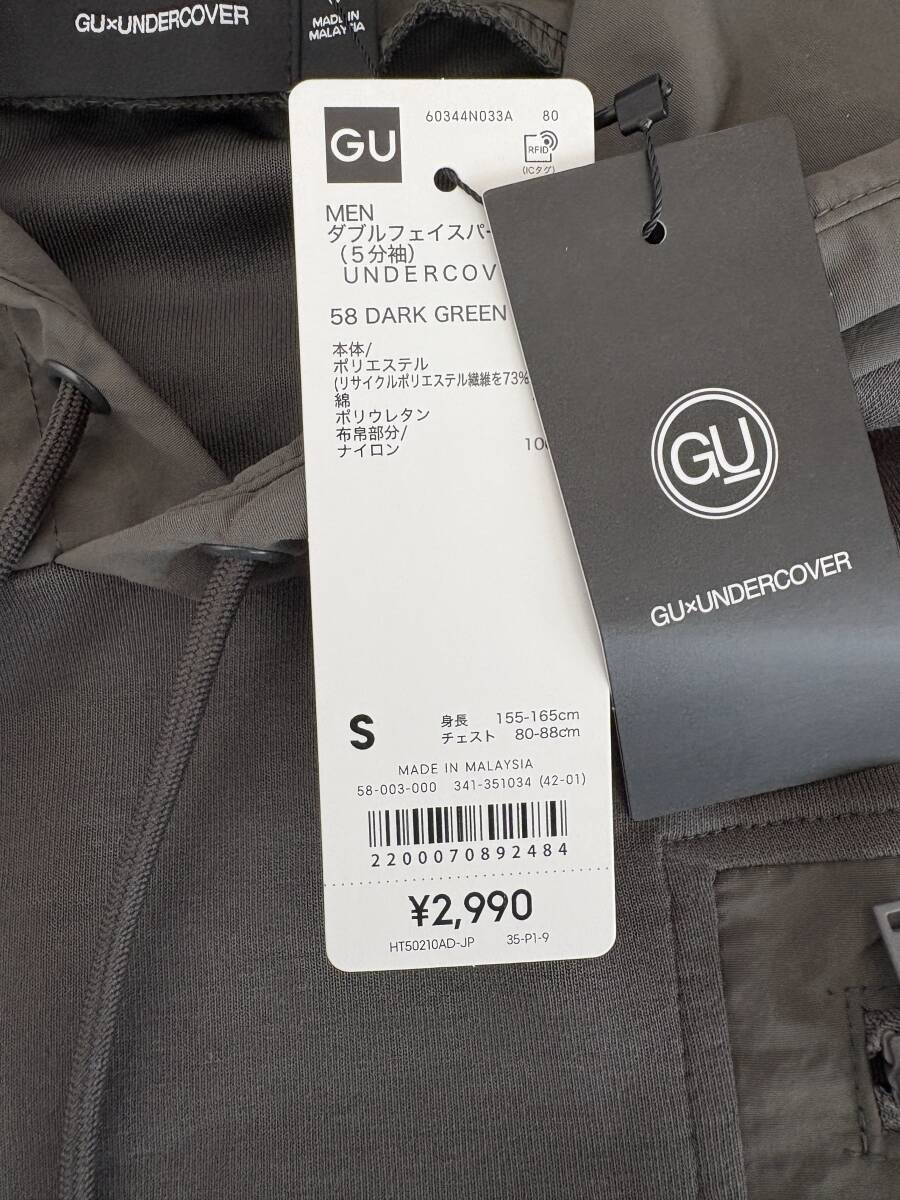 GU×UNDERCOVER
MADE IN
MALAYSIA
GU
60344N033A 80
RFID
(ICタグ)
MEN
ダブルフェイスパ
(5分袖)
UNDERCOV
58 DARK GREEN
本体/
ポリエステル
(リサイクルポリエステル繊維を73%
綿
ポリウレタン
布帛部分/
ナイロン 10
S
身長 155-165cm
チェスト 80-88cm
MADE IN MALAYSIA
58-003-000 341-351034 (42-01)
2200070892484
¥2,990
HT50210AD-JP 35-P1-9
GU
GU×UNDERCOVER